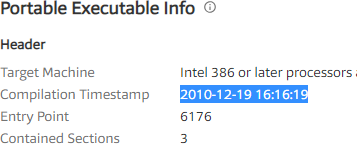 Portable Executable Info
Header
Target Machine Intel 386 or later processors a
Compilation Timestamp 2010-12-19 16:16:19
Entry Point 6176
Contained Sections 3